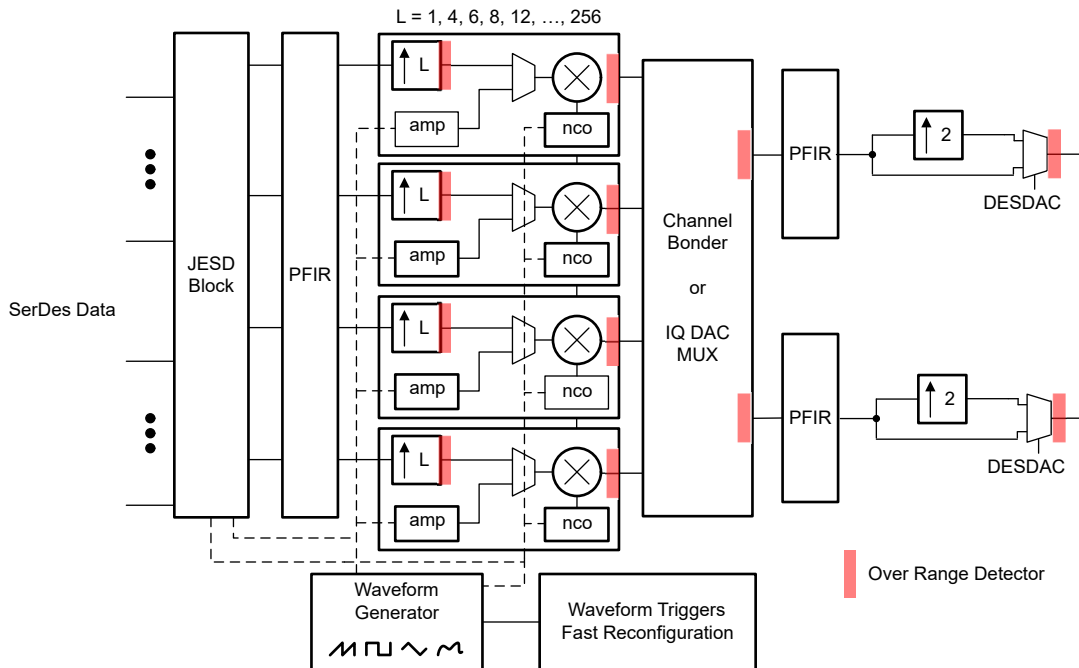 L = 1, 4, 6, 8, 12, …, 256
SerDes Data
JESD
Block
PFIR
L
amp
nco
L
amp
nco
L
amp
nco
L
amp
nco
Channel
Bonder
or
IQ DAC
MUX
PFIR
2
DESDAC
PFIR
2
DESDAC
Over Range Detector
Waveform
Generator
Waveform Triggers
Fast Reconfiguration